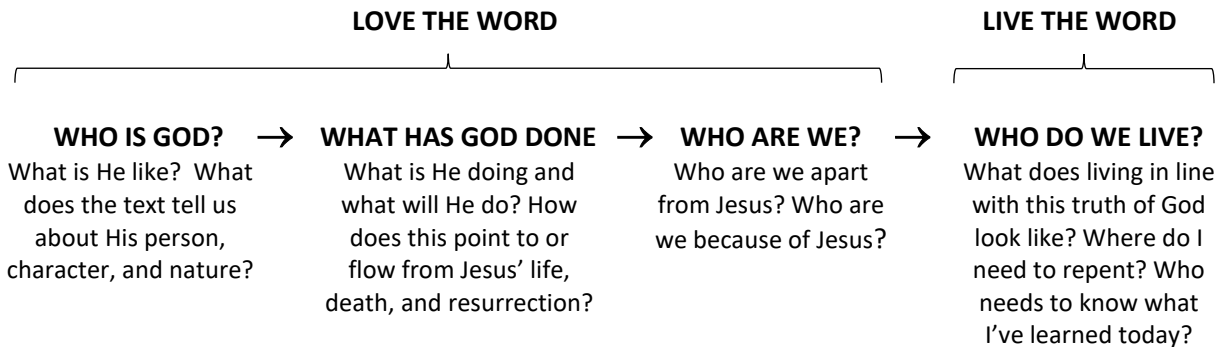 LOVE THE WORD
LIVE THE WORD
WHO IS GOD? → WHAT HAS GOD DONE → WHO ARE WE? → WHO DO WE LIVE?
What is He like? What
does the text tell us
about His person,
character, and nature?
What is He doing and
what will He do? How
does this point to or
flow from Jesus’ life,
death, and resurrection?
Who are we apart
from Jesus? Who are
we because of Jesus?
What does living in line
with this truth of God
look like? Where do I
need to repent? Who
needs to know what
I’ve learned today?